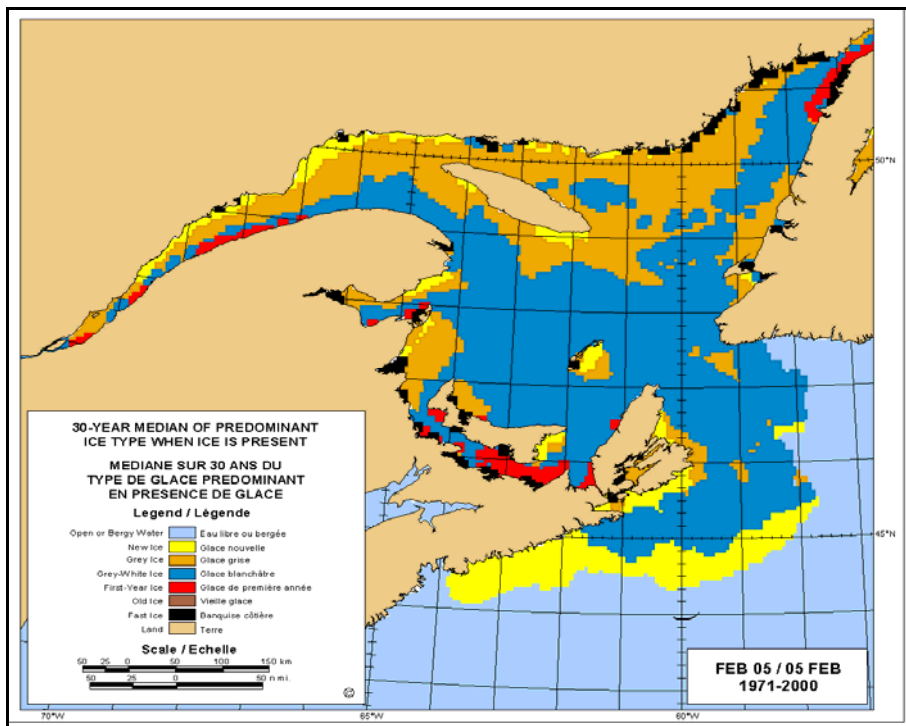 50°N
30-YEAR MEDIAN OF PREDOMINANT
ICE TYPE WHEN ICE IS PRESENT
MEDIANE SUR 30 ANS DU
TYPE DE GLACE PREDOMINANT
EN PRESENCE DE GLACE
Legend / Légende
Open or Bergy Water Eau libre ou bergée
New Ice Glace nouvelle
Grey Ice Glace grise
Grey-White Ice Glace blanchâtre
First-Year Ice Glace de première année
Old Ice Vieille glace
Fast Ice Banquise côtière
Land Terre
Scale / Echelle
50 25 0 50 100 150 km
50 25 0 50 n mi.
©
45°N
FEB 05 / 05 FEB
1971-2000
70°W 65°W 60°W